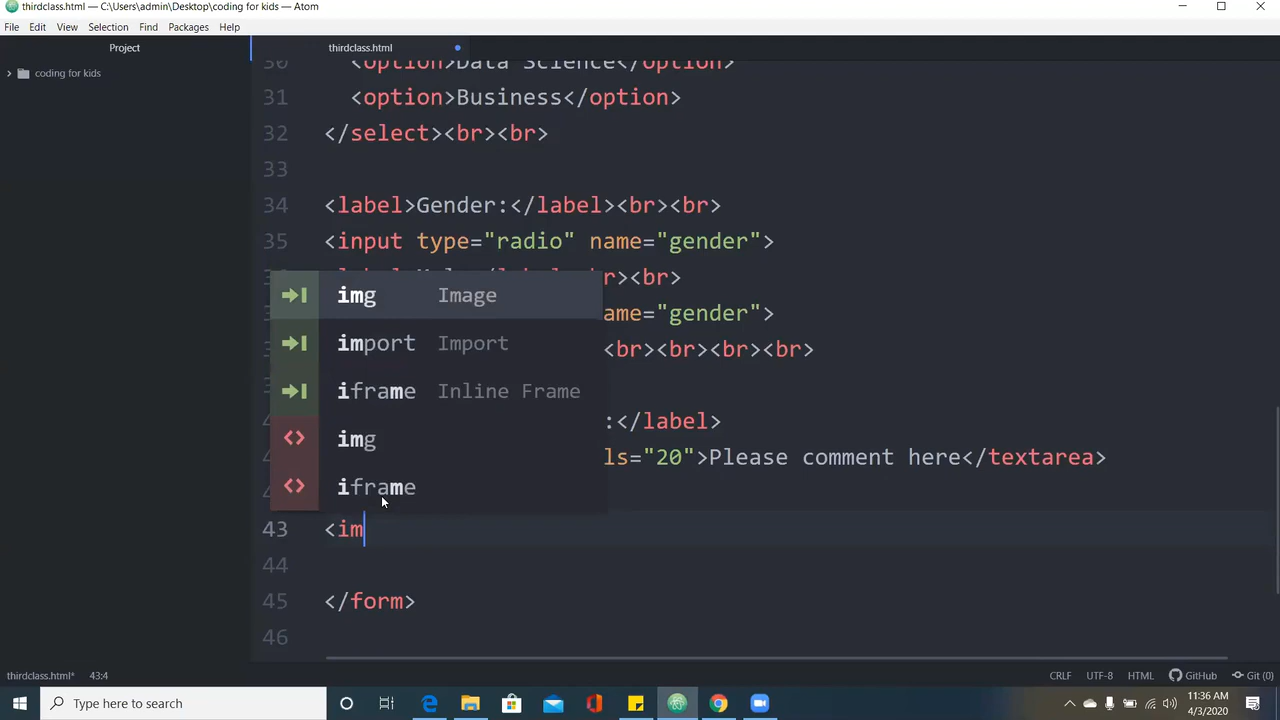 thirdclass.html — C:\Users\admin\Desktop\coding for kids — Atom
File Edit View Selection Find Packages Help
Project
thirdclass.html
coding for kids
30 <option>Data Science</option>
31 <option>Business</option>
32 </select><br><br>
33
34 <label>Gender:</label><br><br>
35 <input type="radio" name="gender">
r><br>
img Image
ame="gender">
import Import
<br><br><br><br>
iframe Inline Frame
:</label>
img
ls="20">Please comment here</textarea>
iframe
43 <im
44
45 </form>
46
thirdclass.html* 43:4 CRLF UTF-8 HTML GitHub Git (0)
Type here to search
11:36 AM
4/3/2020